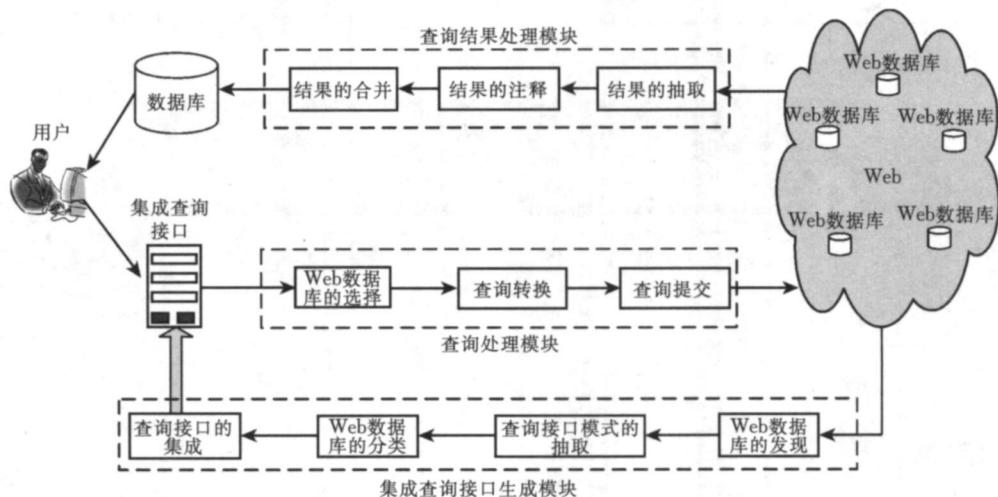 查询结果处理模块
数据库
结果的合并
结果的注释
结果的抽取
Web数据库
Web数据库
Web数据库
Web
Web数据库
Web数据库
用户
集成查询
接口
Web数据
库的选择
查询转换
查询提交
查询处理模块
查询接口的
集成
Web数据
库的分类
查询接口模式的
抽取
Web数据
库的发现
集成查询接口生成模块